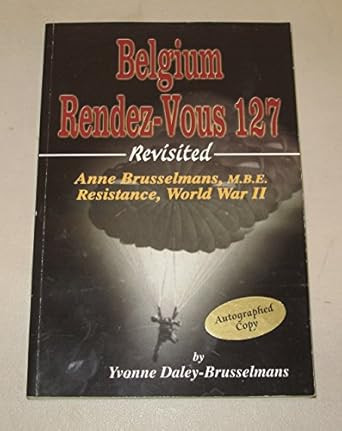 Belgium
Rendez-Vous 127
Revisited
Anne Brusselmans, M.B.E.
Resistance, World War II
Autographed
Copy
by
Yvonne Daley-Brusselmans